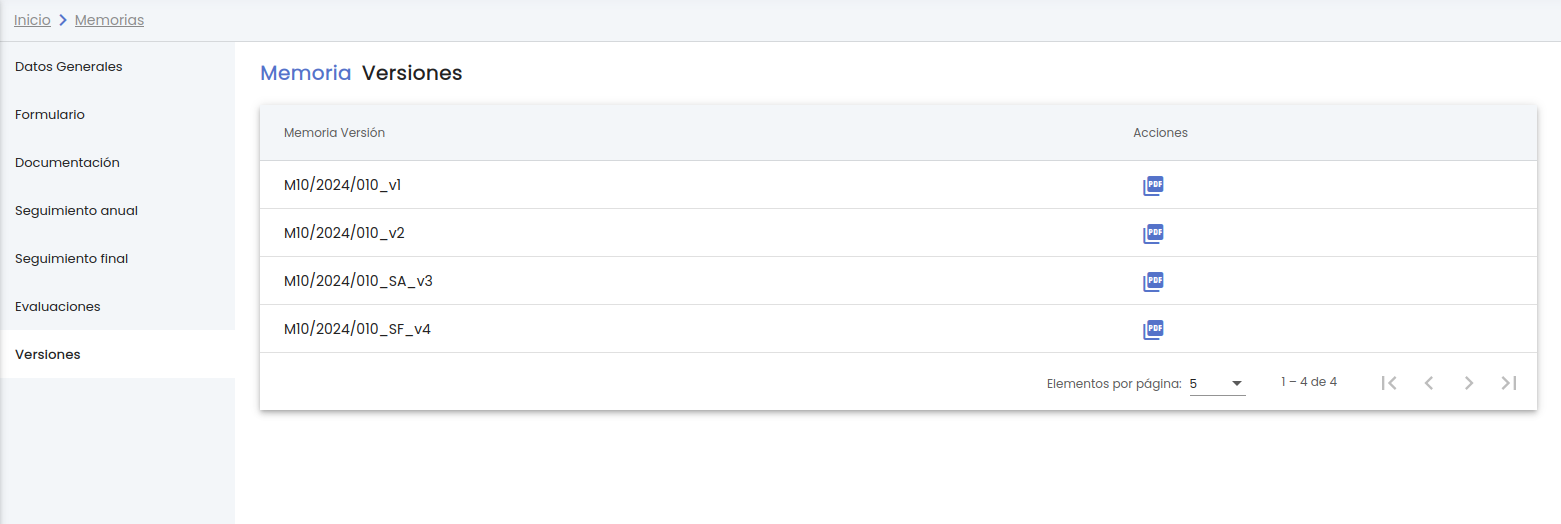 Inicio Memorias
Datos Generales
Formulario
Documentación
Seguimiento anual
Seguimiento final
Evaluaciones
Versiones
Memoria Versiones
Memoria Versión Acciones
M10/2024/010_v1 PDF
M10/2024/010_v2 PDF
M10/2024/010_SA_v3 PDF
M10/2024/010_SF_v4 PDF
Elementos por página: 5 1 – 4 de 4